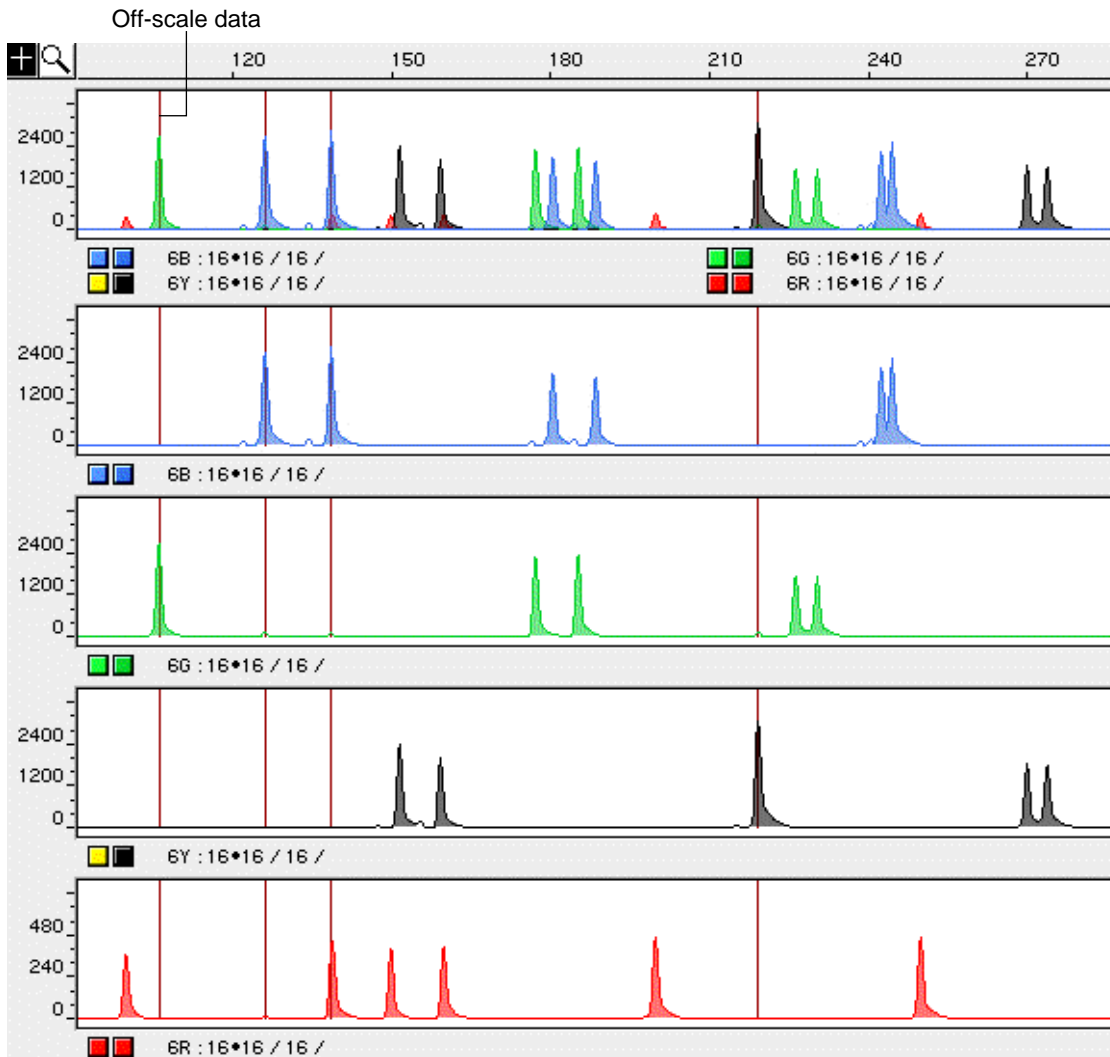 Off-scale data
120 150 180 210 240 270
2400
1200
0
6B : 16•16 / 16 / 6G : 16•16 / 16 /
6Y : 16•16 / 16 / 6R : 16•16 / 16 /
2400
1200
0
6B : 16•16 / 16 /
2400
1200
0
6G : 16•16 / 16 /
2400
1200
0
6Y : 16•16 / 16 /
480
240
0
6R : 16•16 / 16 /